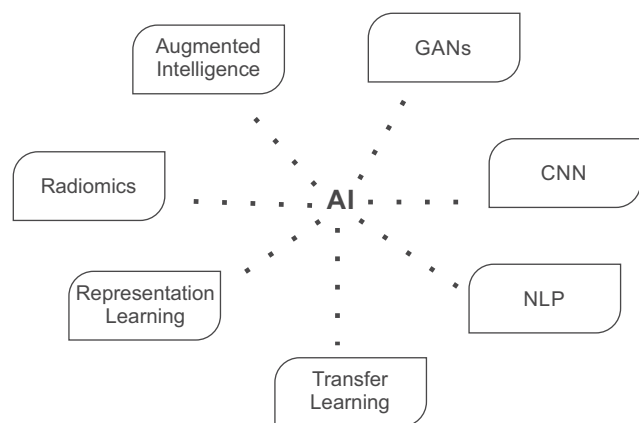 Augmented
Intelligence
GANs
Radiomics
AI
CNN
Representation
Learning
NLP
Transfer
Learning